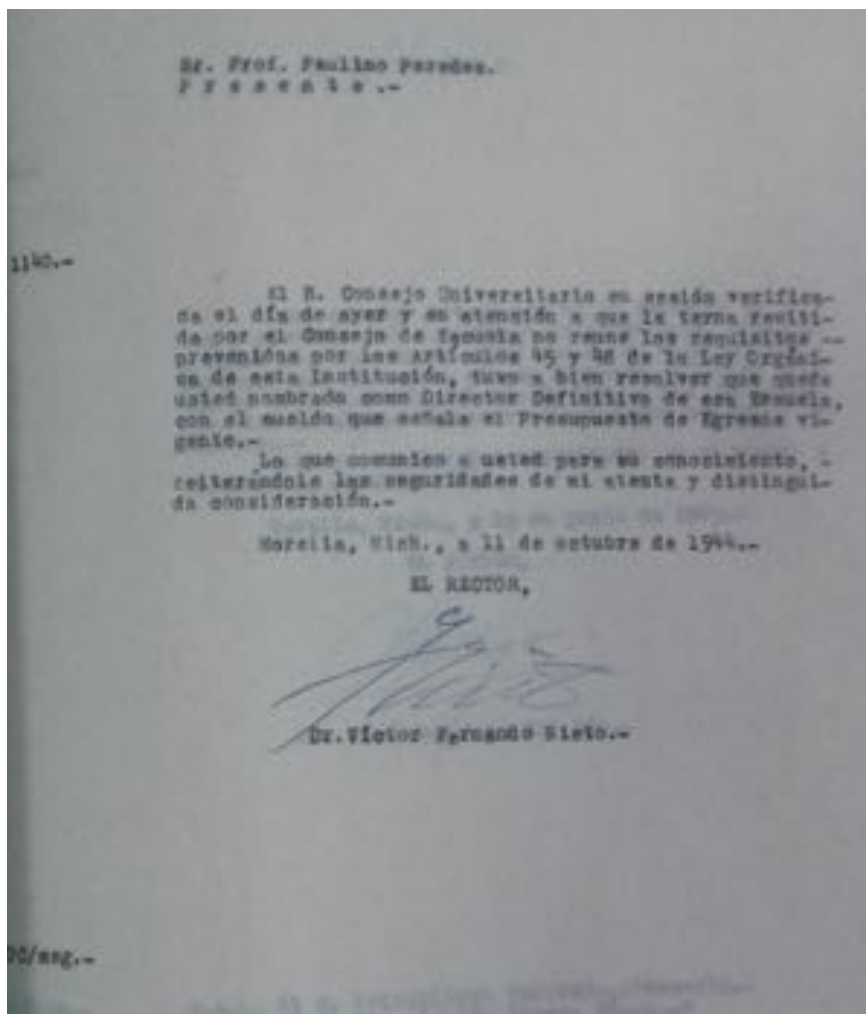 Sr. Prof. Paulino Paredes.
P r e s e n t e .-
1140.-
El H. Consejo Universitario en sesión verifica-
da el día de ayer y en atención a que la terna remiti-
da por el Consejo de Escuela no reune los requisitos --
prevenidos por los Artículos 45 y 48 de la Ley Orgáni-
ca de esta Institución, tuvo a bien resolver que quede
usted nombrado como Director Definitivo de esa Escuela,
con el sueldo que señala el Presupuesto de Egresos vi-
gente.-
Lo que comunico a usted para su conocimiento, -
reiterándole las seguridades de mi atenta y distingui-
da consideración.-
Morelia, Mich., a 11 de octubre de 1944.-
EL RECTOR,
Dr. Víctor Fernando Nieto.-
/msg.-